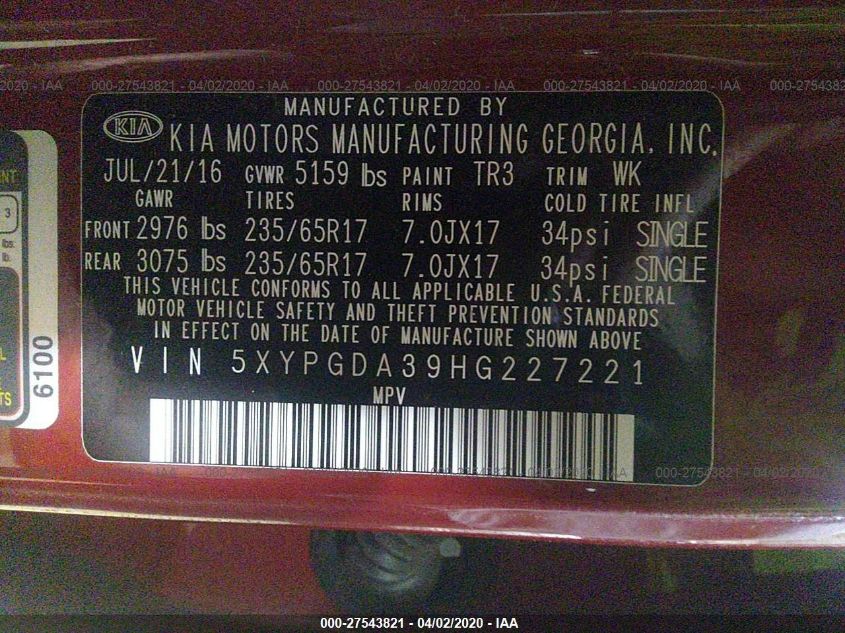 000-27543821 - 04/02/2020 - IAA
MANUFACTURED BY
KIA KIA MOTORS MANUFACTURING GEORGIA, INC.
JUL/21/16 GVWR 5159 lbs PAINT TR3 TRIM WK
GAWR TIRES RIMS COLD TIRE INFL
FRONT 2976 lbs 235/65R17 7.0JX17 34psi SINGLE
REAR 3075 lbs 235/65R17 7.0JX17 34psi SINGLE
THIS VEHICLE CONFORMS TO ALL APPLICABLE U.S.A. FEDERAL
MOTOR VEHICLE SAFETY AND THEFT PREVENTION STANDARDS
IN EFFECT ON THE DATE OF MANUFACTURE SHOWN ABOVE
VIN 5XYPGDA39HG227221
MPV
3
lbs
lb.
6100
000-27543821 - 04/02/2020 - IAA